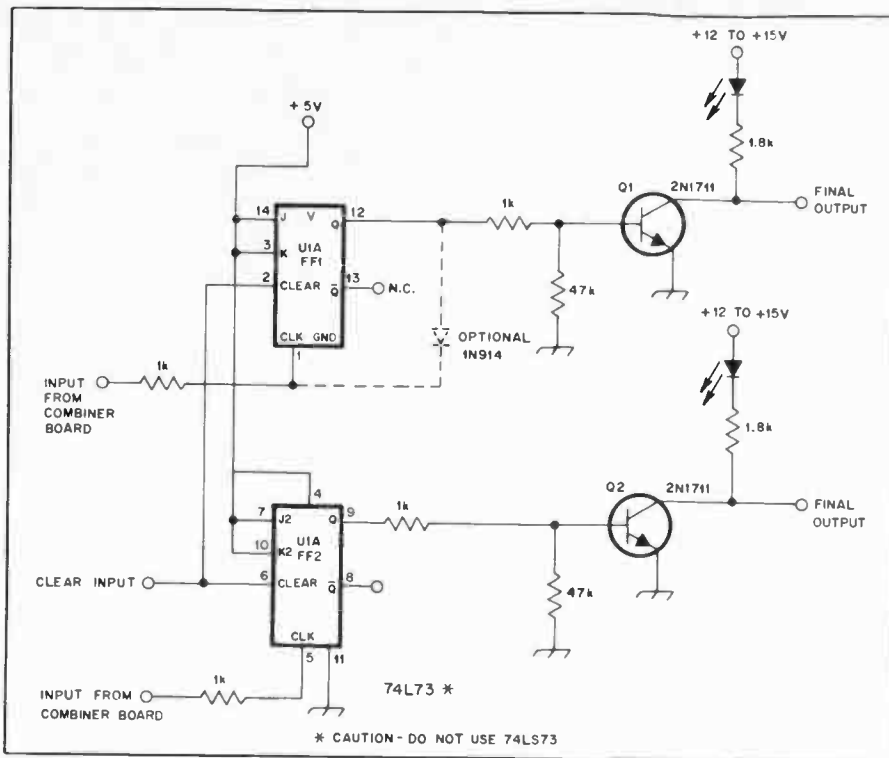 +12 TO +15V
+ 5V
1.8k
14 J V Q 12
1k
Q1
2N1711
FINAL
OUTPUT
3 K
U1A
FF1
2 CLEAR Q 13
N.C.
47k
CLK GND
1
OPTIONAL
1N914
+12 TO +15V
1k
INPUT
FROM
COMBINER
BOARD
1.8k
4
7 J2 Q 9
1k
Q2
2N1711
FINAL
OUTPUT
10 K2
U1A
FF2
CLEAR INPUT
6 CLEAR Q 8
47k
CLK
5 11
1k
INPUT FROM
COMBINER BOARD
74L73 *
* CAUTION - DO NOT USE 74LS73